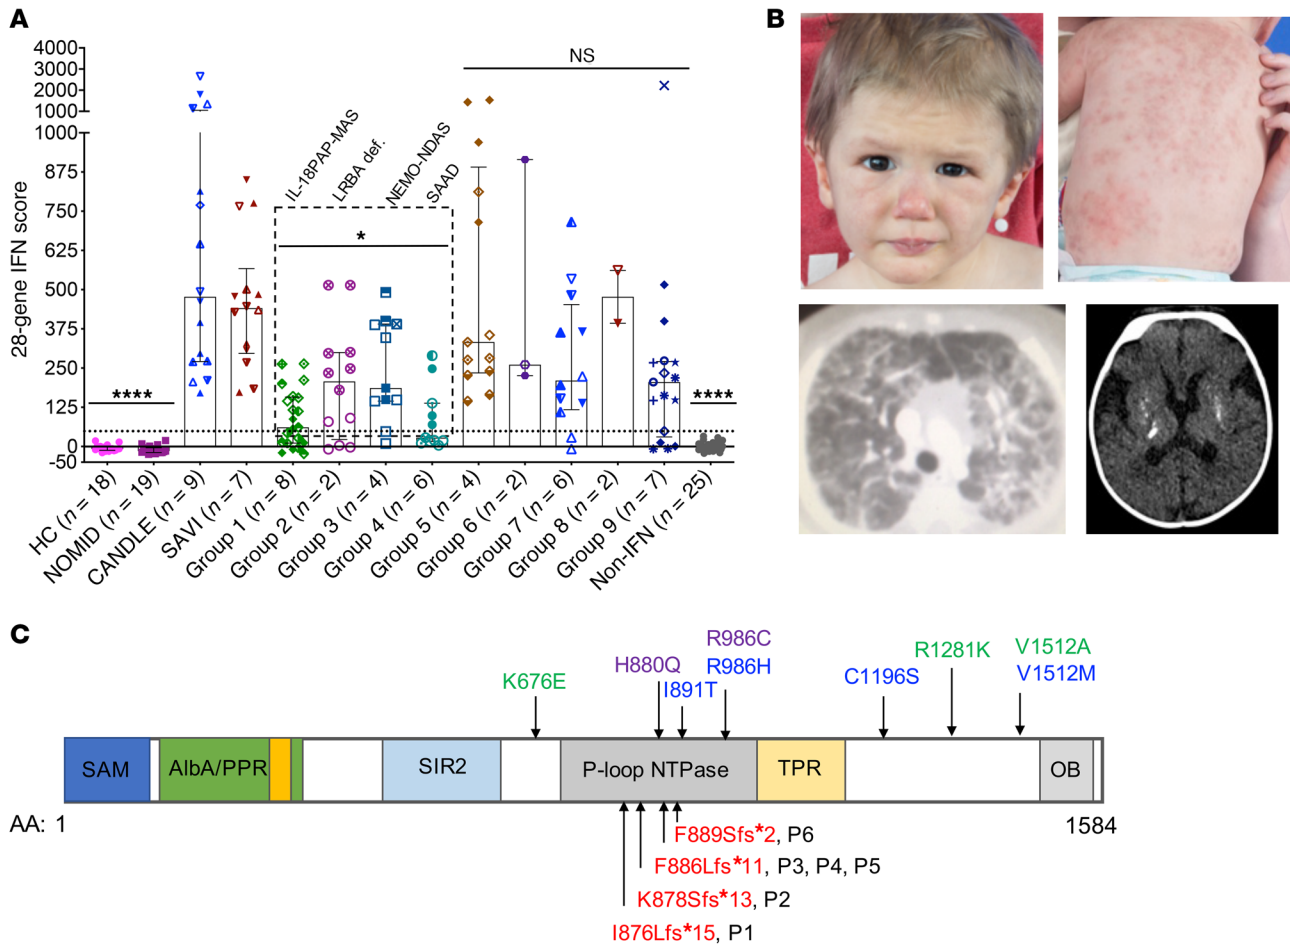 A
B
4000
3000
2000
1000
1000
875
750
625
500
375
250
125
0
-50
28-gene IFN score
NS
IL-18PAP-MAS
LRBA def.
NEMO-NDAS
SAAD
*
****
****
HC (n = 18)
NOMID (n = 19)
CANDLE (n = 9)
SAVI (n = 7)
Group 1 (n = 8)
Group 2 (n = 2)
Group 3 (n = 4)
Group 4 (n = 6)
Group 5 (n = 4)
Group 6 (n = 2)
Group 7 (n = 6)
Group 8 (n = 2)
Group 9 (n = 7)
Non-IFN (n = 25)
C
K676E
H880Q
I891T
R986C
R986H
C1196S
R1281K
V1512A
V1512M
SAM
AlbA/PPR
SIR2
P-loop NTPase
TPR
OB
AA: 1
1584
F889Sfs*2, P6
F886Lfs*11, P3, P4, P5
K878Sfs*13, P2
I876Lfs*15, P1